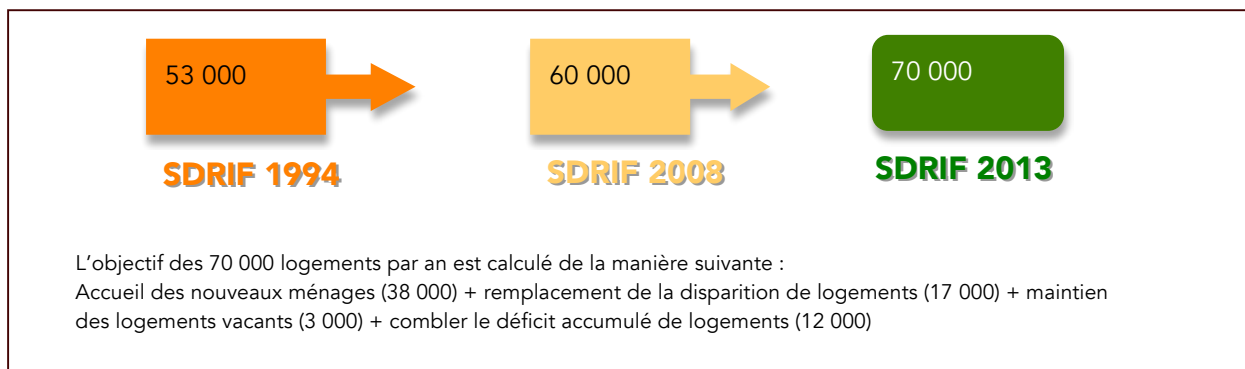 53 000
60 000
70 000
SDRIF 1994
SDRIF 2008
SDRIF 2013
L'objectif des 70 000 logements par an est calculé de la manière suivante :
Accueil des nouveaux ménages (38 000) + remplacement de la disparition de logements (17 000) + maintien
des logements vacants (3 000) + combler le déficit accumulé de logements (12 000)